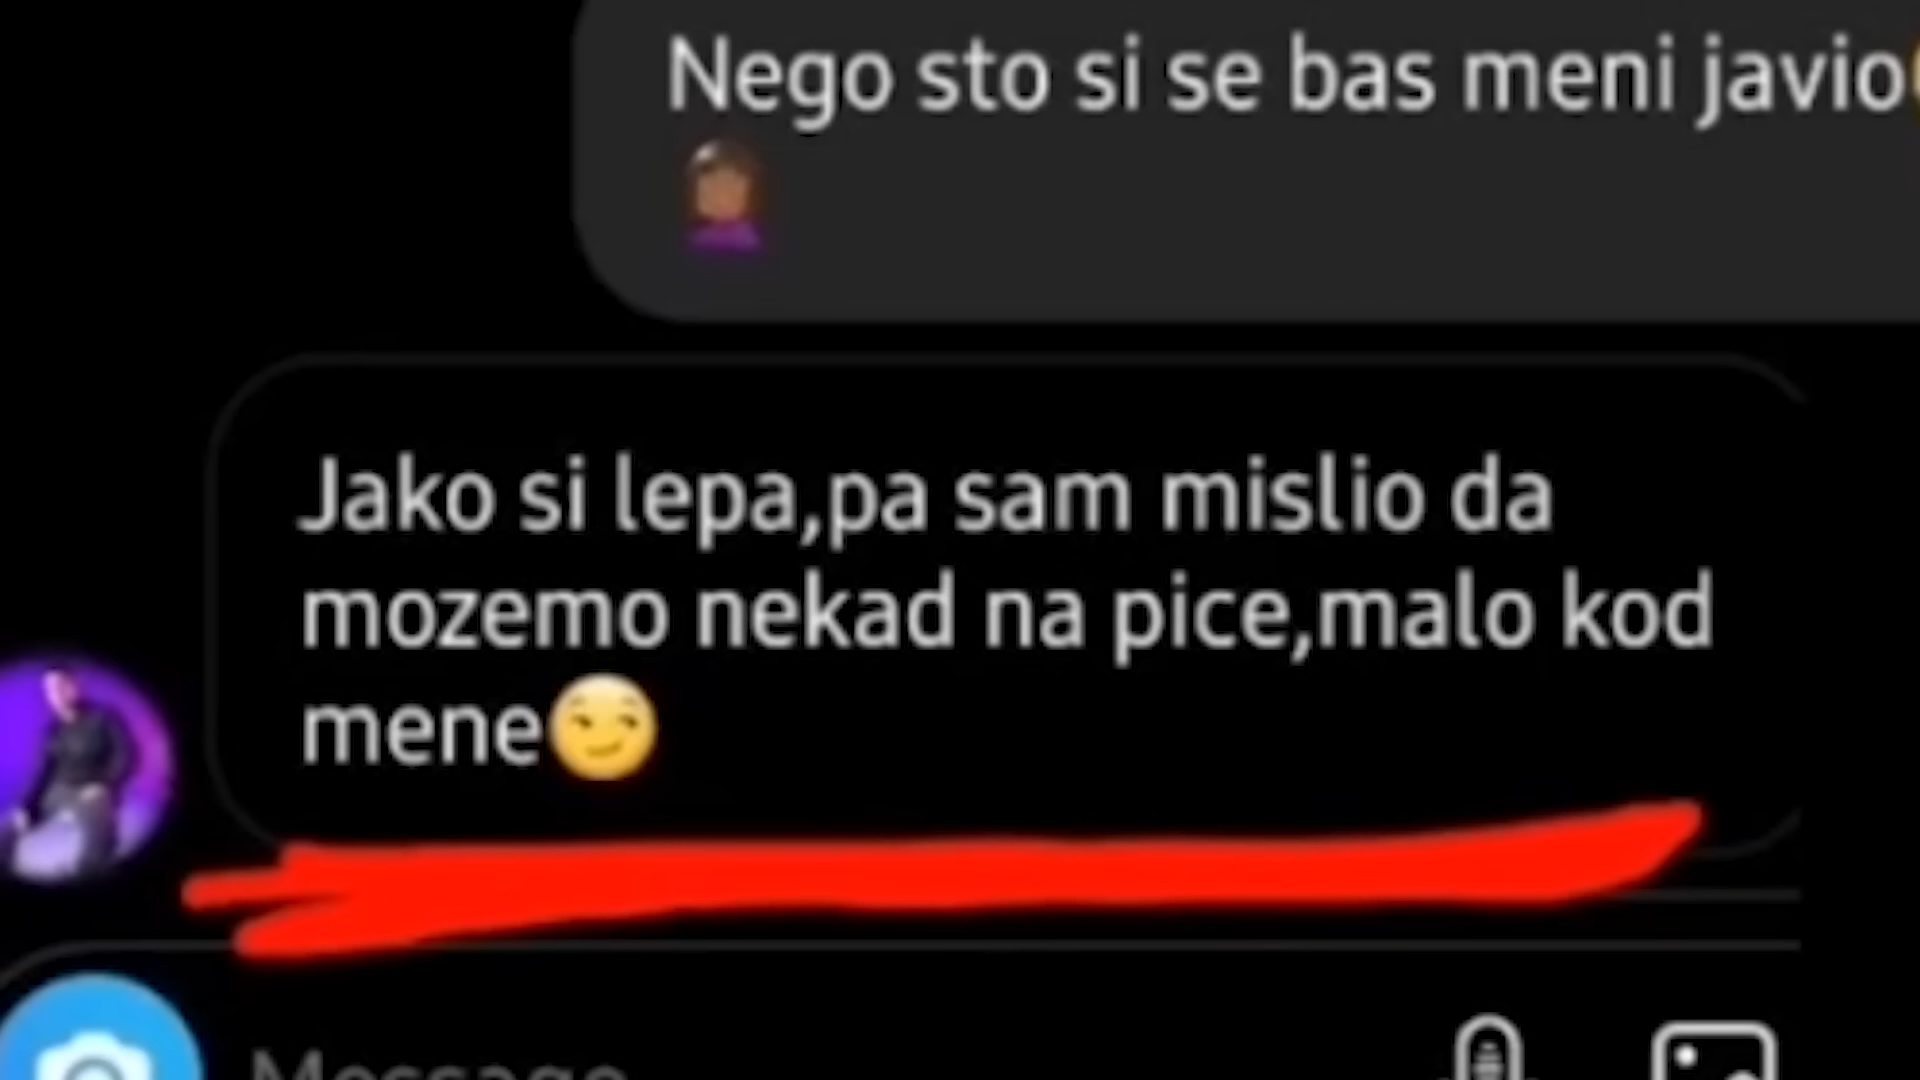 Nego sto si se bas meni javio
Jako si lepa,pa sam mislio da
mozemo nekad na pice,malo kod
mene😏
Message